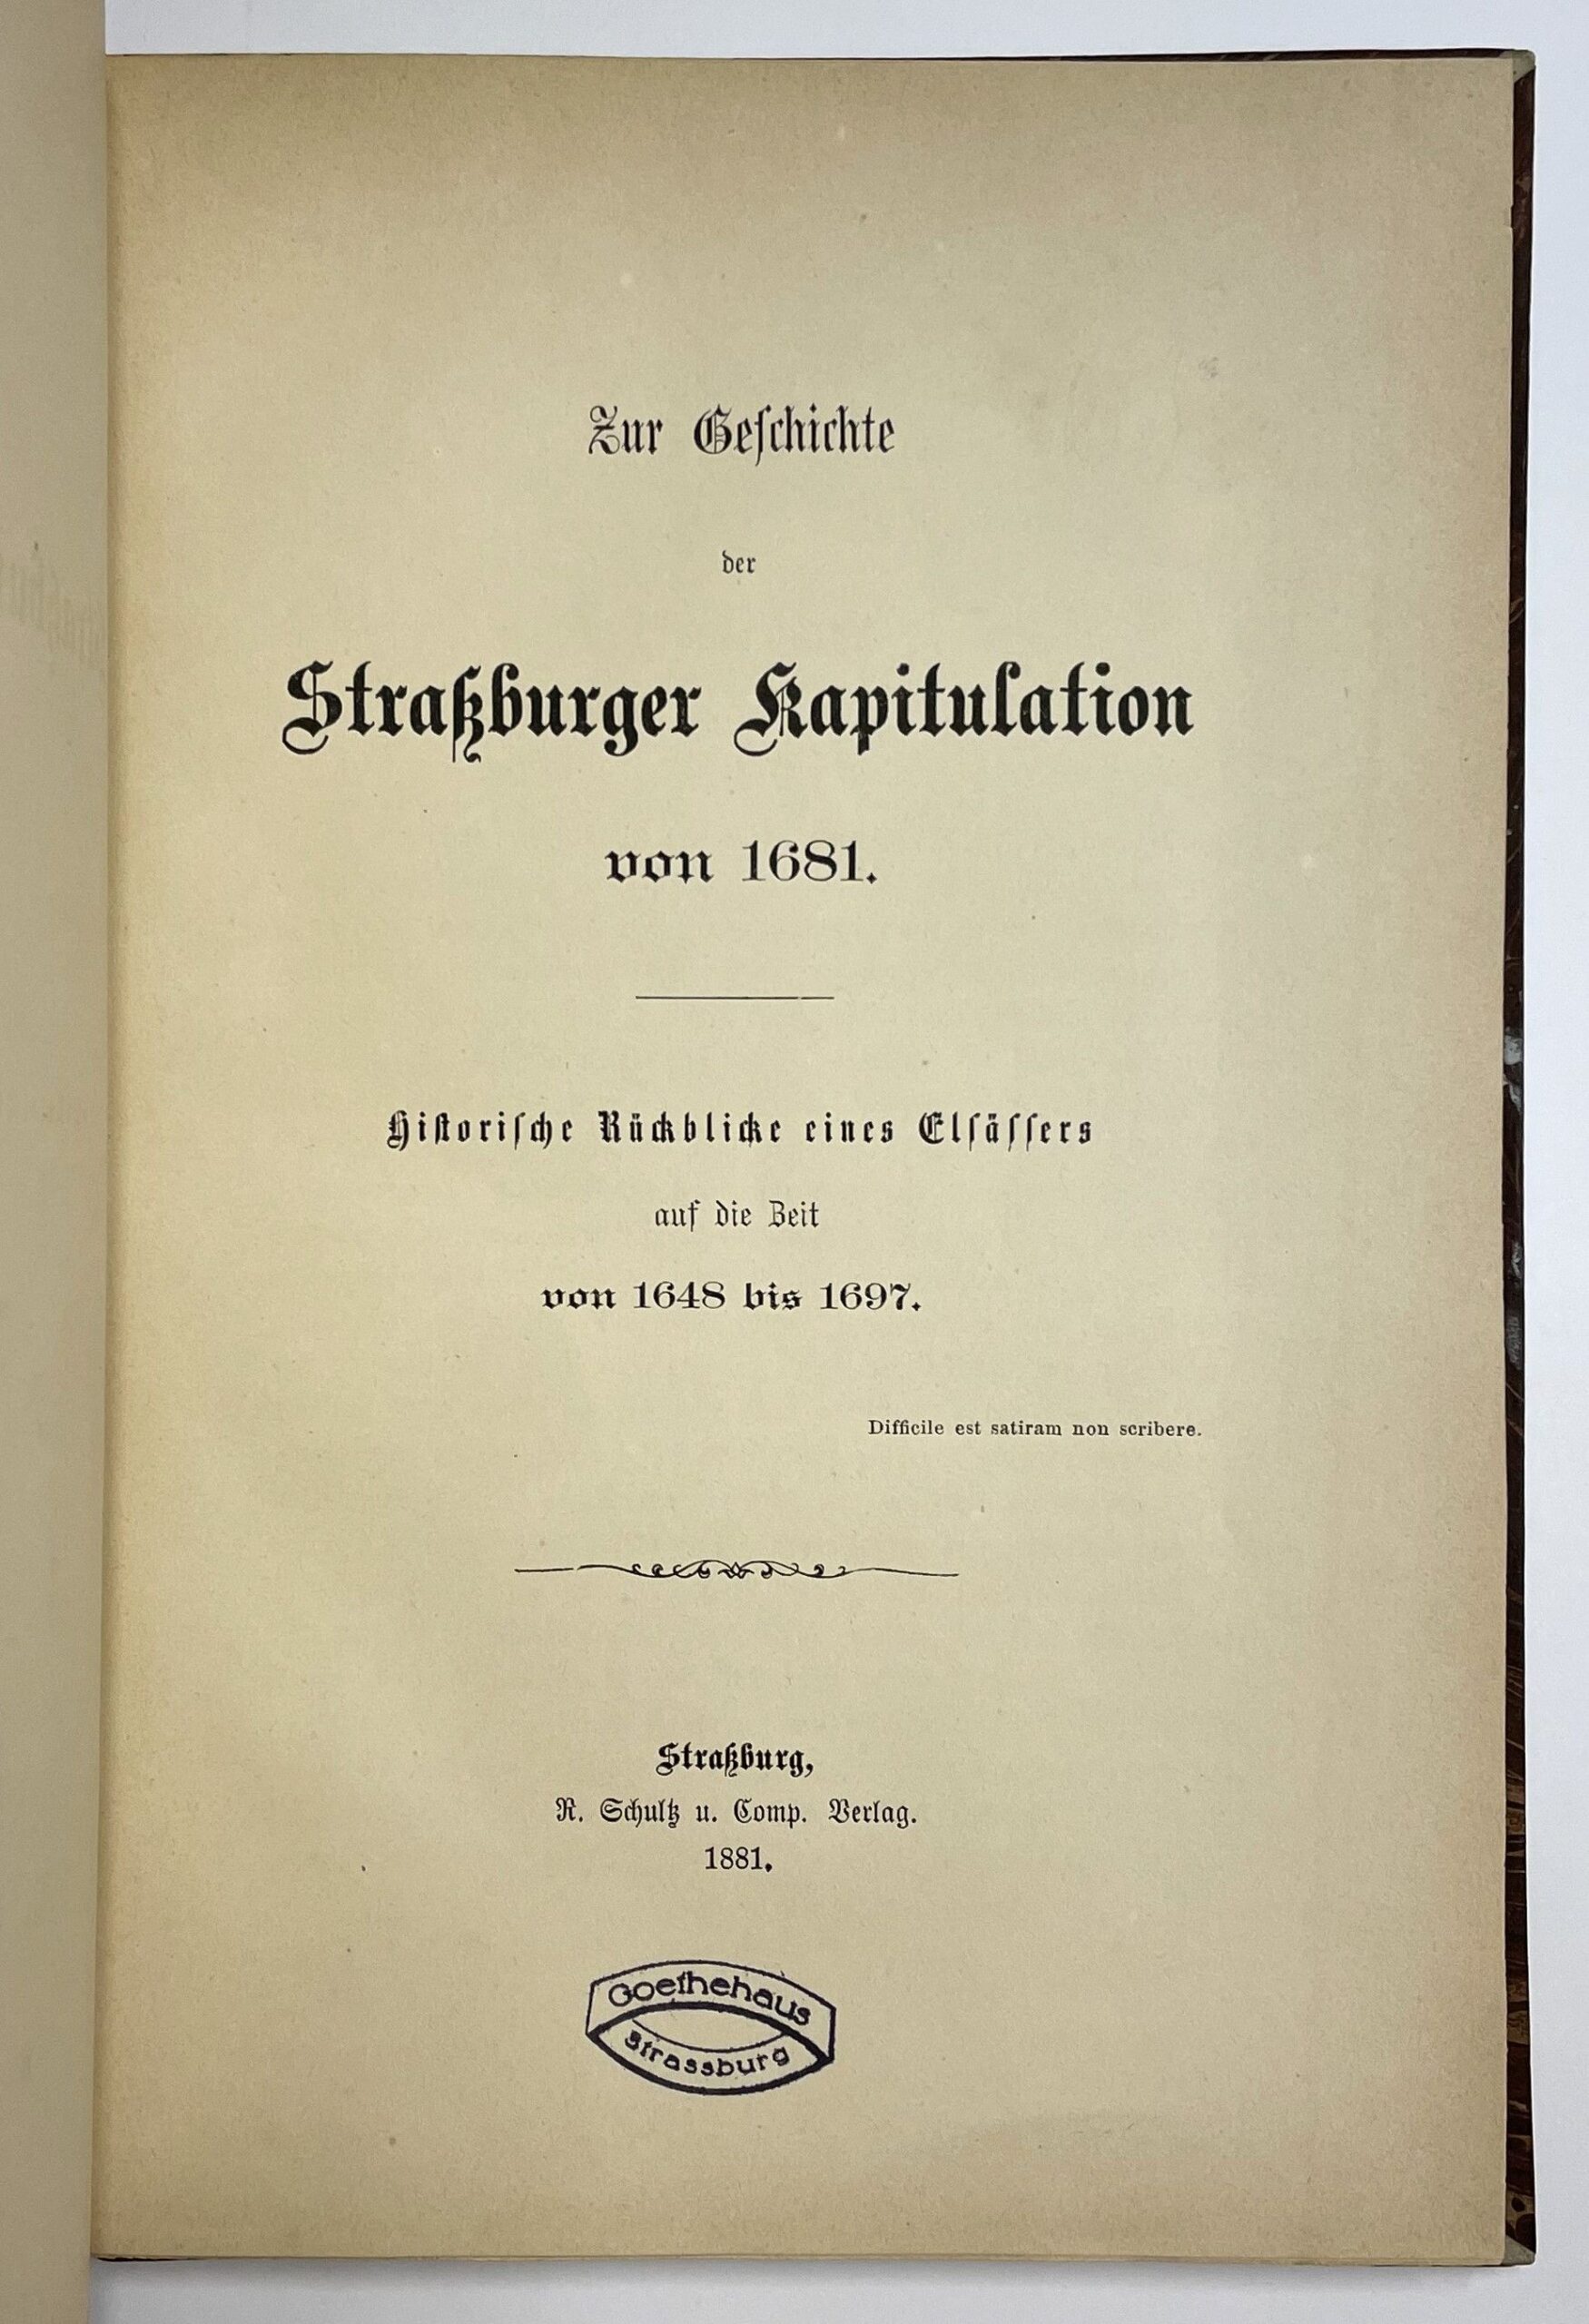 Zur Geſchichte
der
Straßburger Kapitulation
von 1681.
Hiſtoriſche Rückblicke eines Elſäſſers
auf die Zeit
von 1648 bis 1697.
Difficile est satiram non scribere.
Straßburg,
R. Schultz u. Comp. Verlag.
1881.
Goethehaus
Strassburg